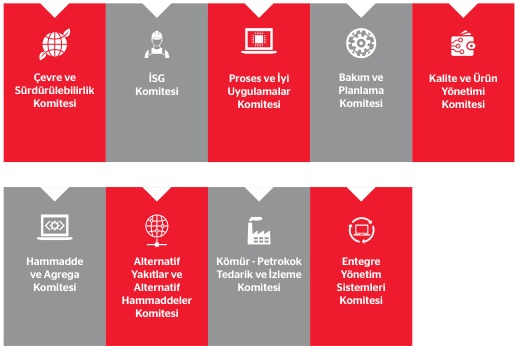 Çevre ve
Sürdürülebilirlik
Komitesi
İSG
Komitesi
Proses ve İyi
Uygulamalar
Komitesi
Bakım ve
Planlama
Komitesi
Kalite ve Ürün
Yönetimi
Komitesi
Hammadde
ve Agrega
Komitesi
Alternatif
Yakıtlar ve
Alternatif
Hammaddeler
Komitesi
Kömür - Petrokok
Tedarik ve İzleme
Komitesi
Entegre
Yönetim
Sistemleri
Komitesi